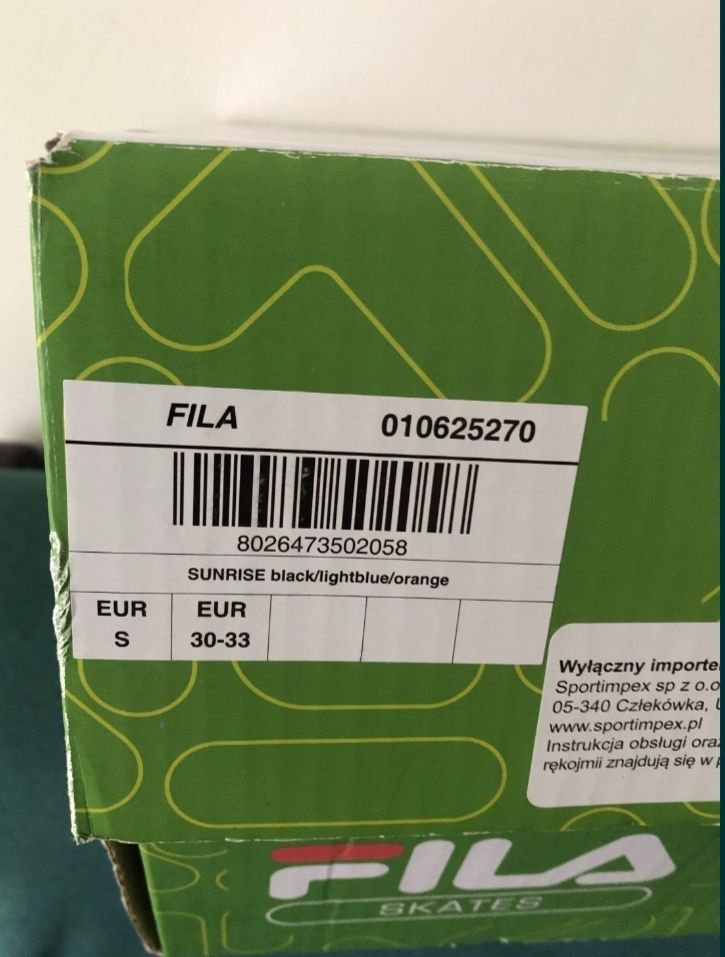 FILA 010625270
8026473502058
SUNRISE black/lightblue/orange
EUR EUR
S 30-33
Wyłączny importe
Sportimpex sp z o.o
05-340 Człekówka, U
www.sportimpex.pl
Instrukcja obsługi oraz
rękojmii znajdują się w
FILA
SKATES